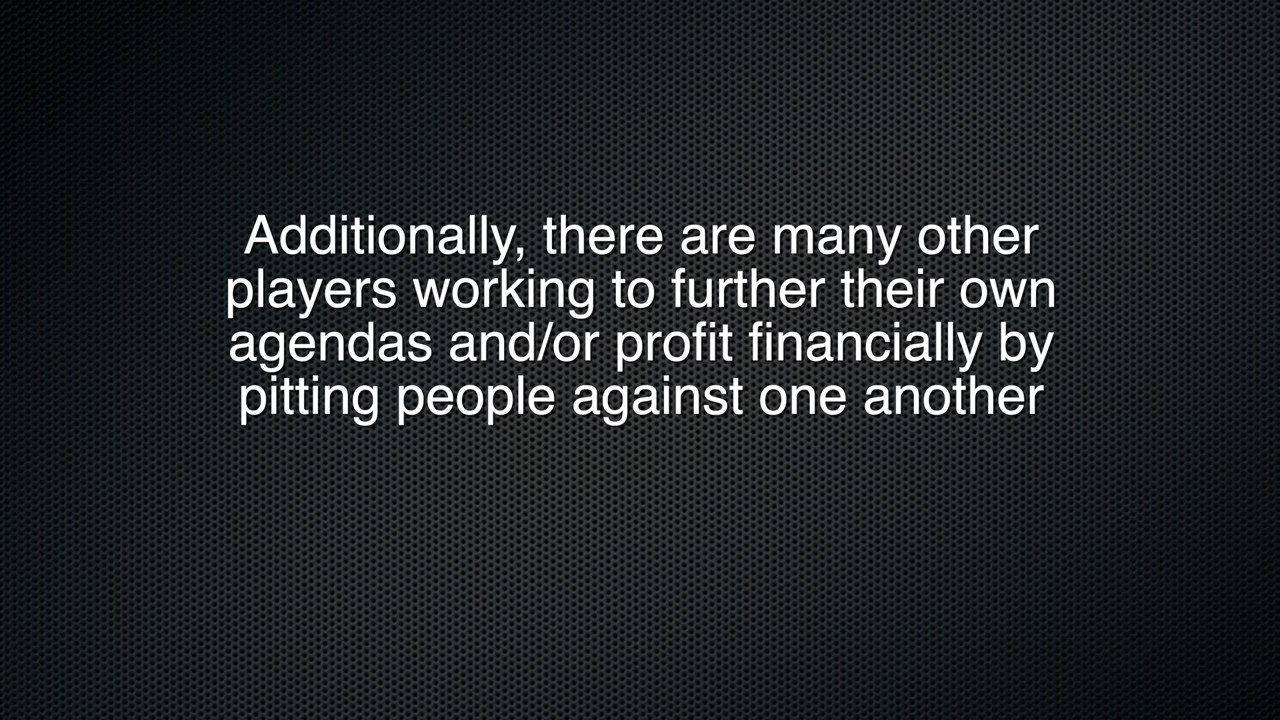 Additionally, there are many other
players working to further their own
agendas and/or profit financially by
pitting people against one another